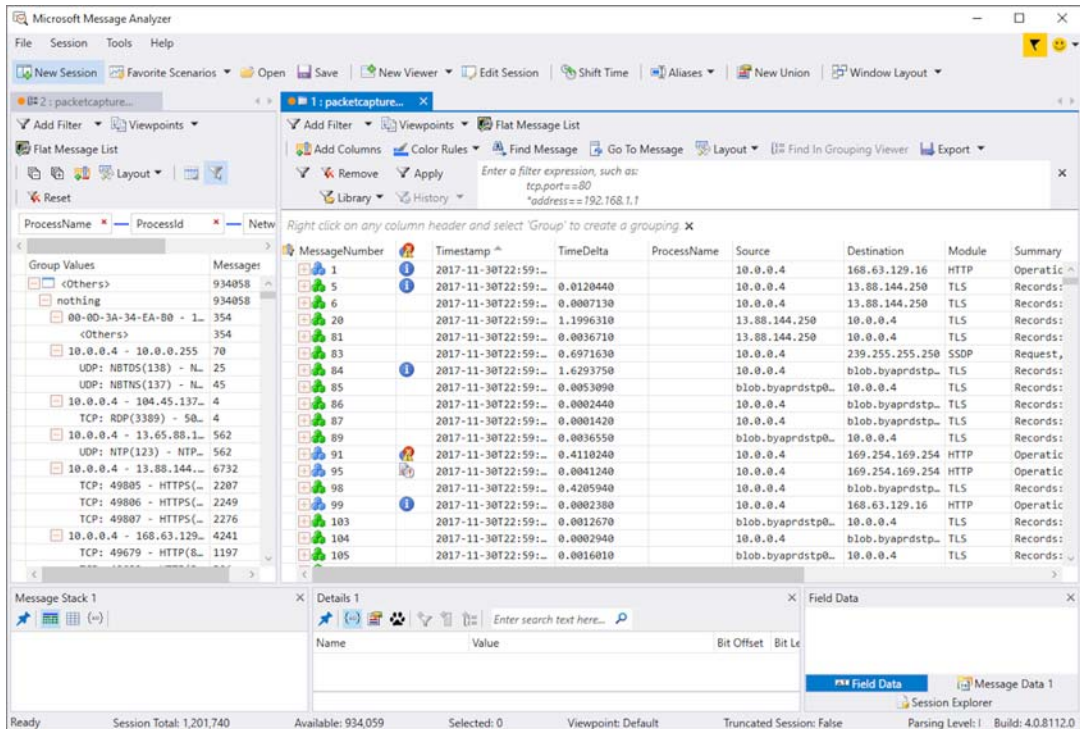 Microsoft Message Analyzer
File Session Tools Help
New Session Favorite Scenarios Open Save New Viewer Edit Session Shift Time Aliases New Union Window Layout
2 : packetcapture...
1 : packetcapture... ×
Add Filter Viewpoints
Flat Message List
Layout
Reset
ProcessName × ProcessId × Netw
Group Values Messages
<Others> 934058
nothing 934058
00-0D-3A-34-EA-80 - 1… 354
<Others> 354
10.0.0.4 - 10.0.0.255 70
UDP: NBTDS(138) - N… 25
UDP: NBTNS(137) - N… 45
10.0.0.4 - 104.45.137… 4
TCP: RDP(3389) - 50… 4
10.0.0.4 - 13.65.88.1… 562
UDP: NTP(123) - NTP… 562
10.0.0.4 - 13.88.144.… 6732
TCP: 49805 - HTTPS(… 2207
TCP: 49806 - HTTPS(… 2249
TCP: 49807 - HTTPS(… 2276
10.0.0.4 - 168.63.129… 4241
TCP: 49679 - HTTP(8… 1197
Add Filter Viewpoints Flat Message List
Add Columns Color Rules Find Message Go To Message Layout Find In Grouping Viewer Export
Remove Apply
Library History
Enter a filter expression, such as:
tcp.port==80
*address==192.168.1.1
Right click on any column header and select 'Group' to create a grouping. ×
MessageNumber Timestamp TimeDelta ProcessName Source Destination Module Summary
1 2017-11-30T22:59:… 10.0.0.4 168.63.129.16 HTTP Operatic
5 2017-11-30T22:59:… 0.0120440 10.0.0.4 13.88.144.250 TLS Records:
6 2017-11-30T22:59:… 0.0007130 10.0.0.4 13.88.144.250 TLS Records:
20 2017-11-30T22:59:… 1.1996310 13.88.144.250 10.0.0.4 TLS Records:
81 2017-11-30T22:59:… 0.0036710 13.88.144.250 10.0.0.4 TLS Records:
83 2017-11-30T22:59:… 0.6971630 10.0.0.4 239.255.255.250 SSDP Request,
84 2017-11-30T22:59:… 1.6293750 10.0.0.4 blob.byaprdstp… TLS Records:
85 2017-11-30T22:59:… 0.0053090 blob.byaprdstp0… 10.0.0.4 TLS Records:
86 2017-11-30T22:59:… 0.0002440 10.0.0.4 blob.byaprdstp… TLS Records:
87 2017-11-30T22:59:… 0.0001420 10.0.0.4 blob.byaprdstp… TLS Records:
89 2017-11-30T22:59:… 0.0036550 blob.byaprdstp0… 10.0.0.4 TLS Records:
91 2017-11-30T22:59:… 0.4110240 10.0.0.4 169.254.169.254 HTTP Operatic
95 2017-11-30T22:59:… 0.0041240 10.0.0.4 169.254.169.254 HTTP Operatic
98 2017-11-30T22:59:… 0.4205940 10.0.0.4 blob.byaprdstp… TLS Records:
99 2017-11-30T22:59:… 0.0002380 10.0.0.4 168.63.129.16 HTTP Operatic
103 2017-11-30T22:59:… 0.0012670 blob.byaprdstp0… 10.0.0.4 TLS Records:
104 2017-11-30T22:59:… 0.0002940 10.0.0.4 blob.byaprdstp… TLS Records:
105 2017-11-30T22:59:… 0.0016010 blob.byaprdstp0… 10.0.0.4 TLS Records:
Message Stack 1 ×
Details 1 ×
Enter search text here...
Name Value Bit Offset Bit Le
Field Data ×
Field Data Message Data 1
Session Explorer
Ready Session Total: 1,201,740 Available: 934,059 Selected: 0 Viewpoint: Default Truncated Session: False Parsing Level: Build: 4.0.8112.0